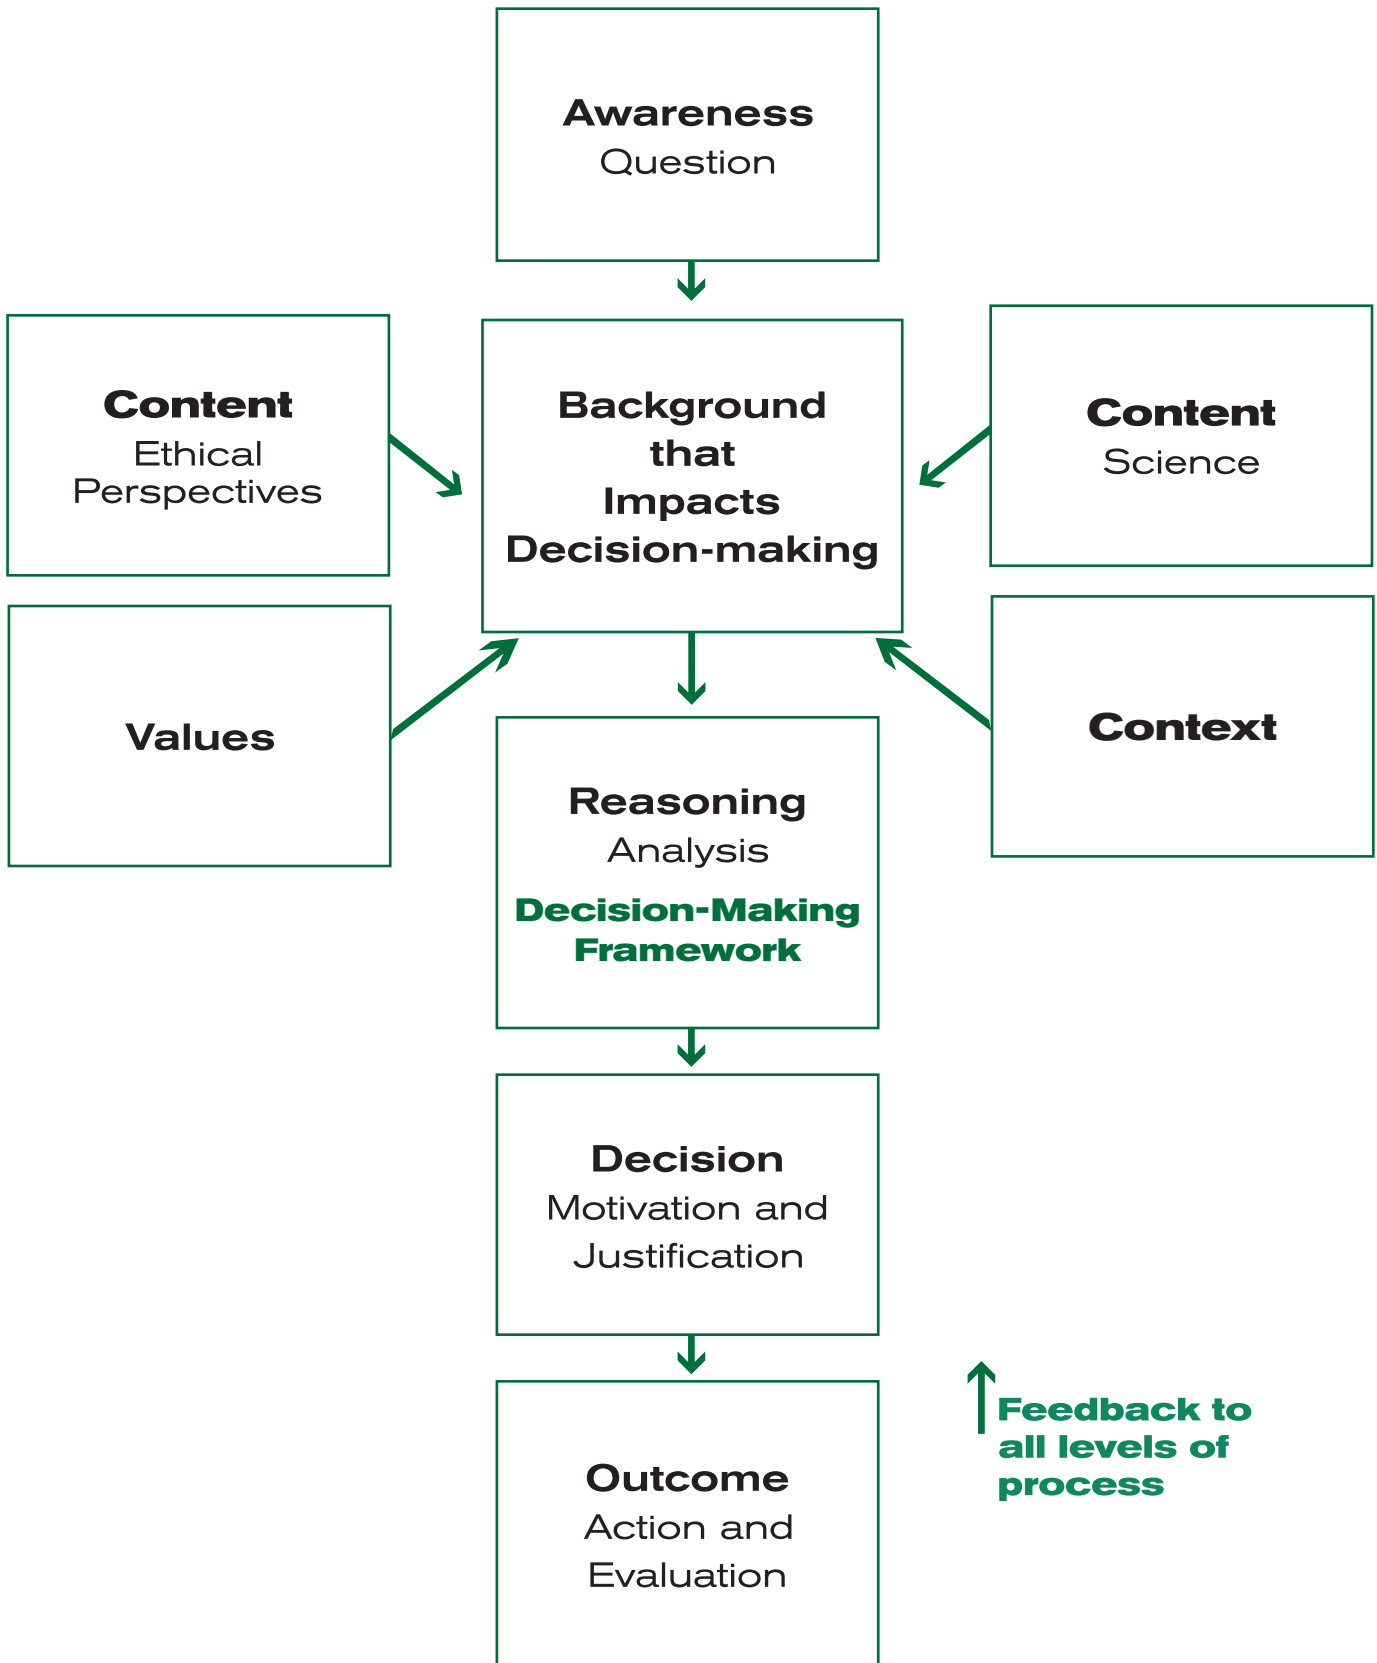 Awareness
Question
Content
Ethical
Perspectives
Background
that
Impacts
Decision-making
Content
Science
Values
Context
Reasoning
Analysis
Decision-Making
Framework
Decision
Motivation and
Justification
Outcome
Action and
Evaluation
Feedback to
all levels of
process